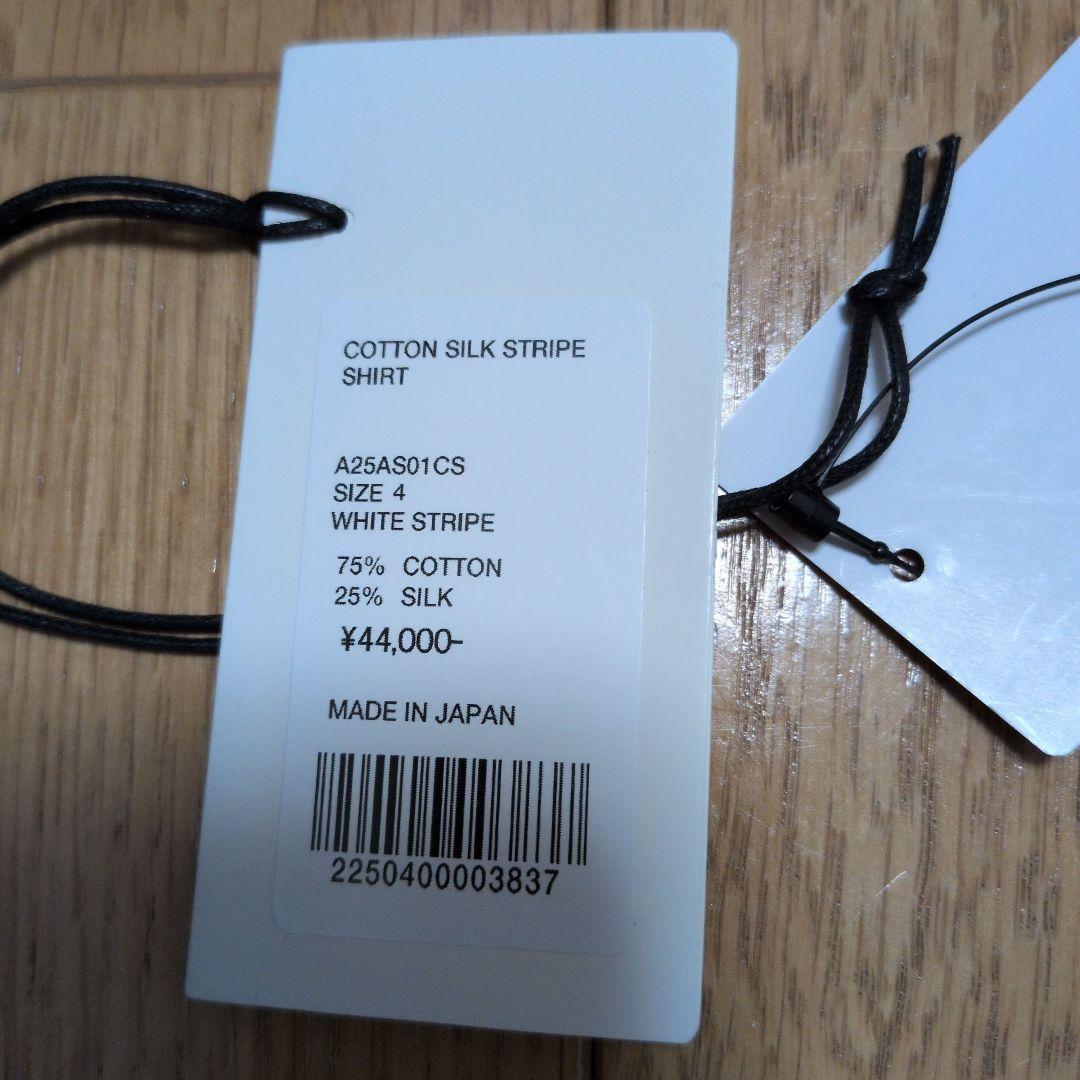 COTTON SILK STRIPE
SHIRT
A25AS01CS
SIZE 4
WHITE STRIPE
75% COTTON
25% SILK
¥44,000-
MADE IN JAPAN
2250400003837